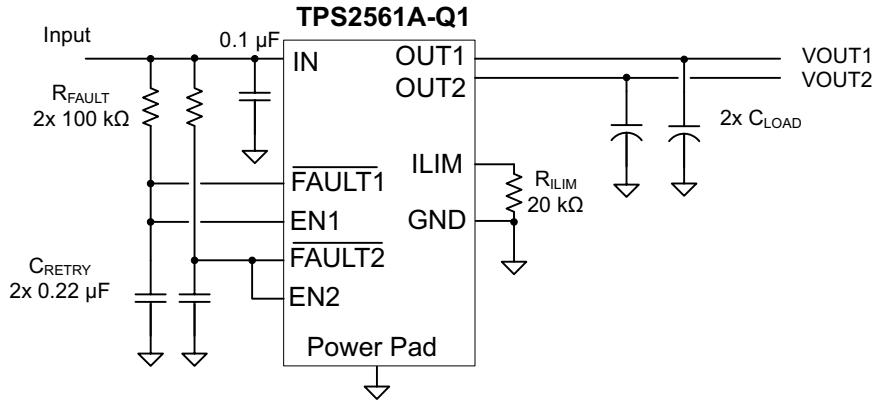 TPS2561A-Q1
Input
0.1 µF
IN
OUT1
VOUT1
OUT2
VOUT2
RFAULT
2x 100 kΩ
2x CLOAD
ILIM
RILIM
20 kΩ
FAULT1
EN1
GND
FAULT2
CRETRY
2x 0.22 µF
EN2
Power Pad